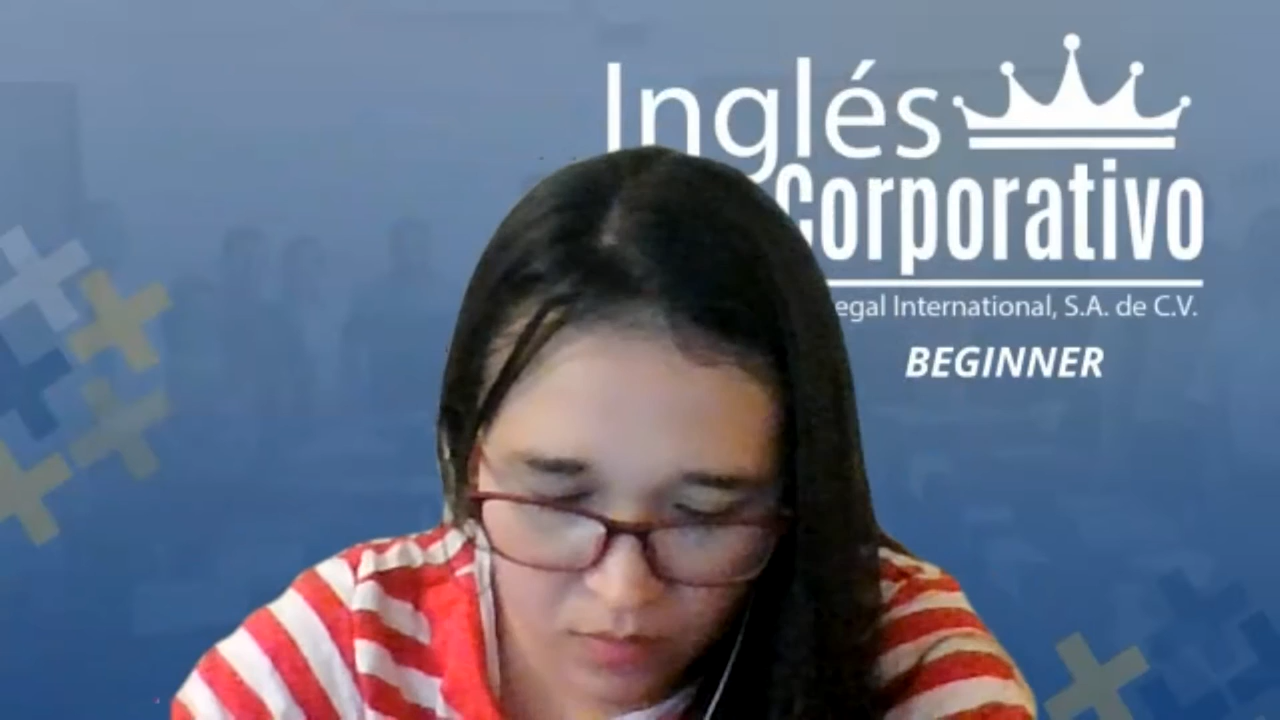 Inglés
Corporativo
egal International, S.A. de C.V.
BEGINNER